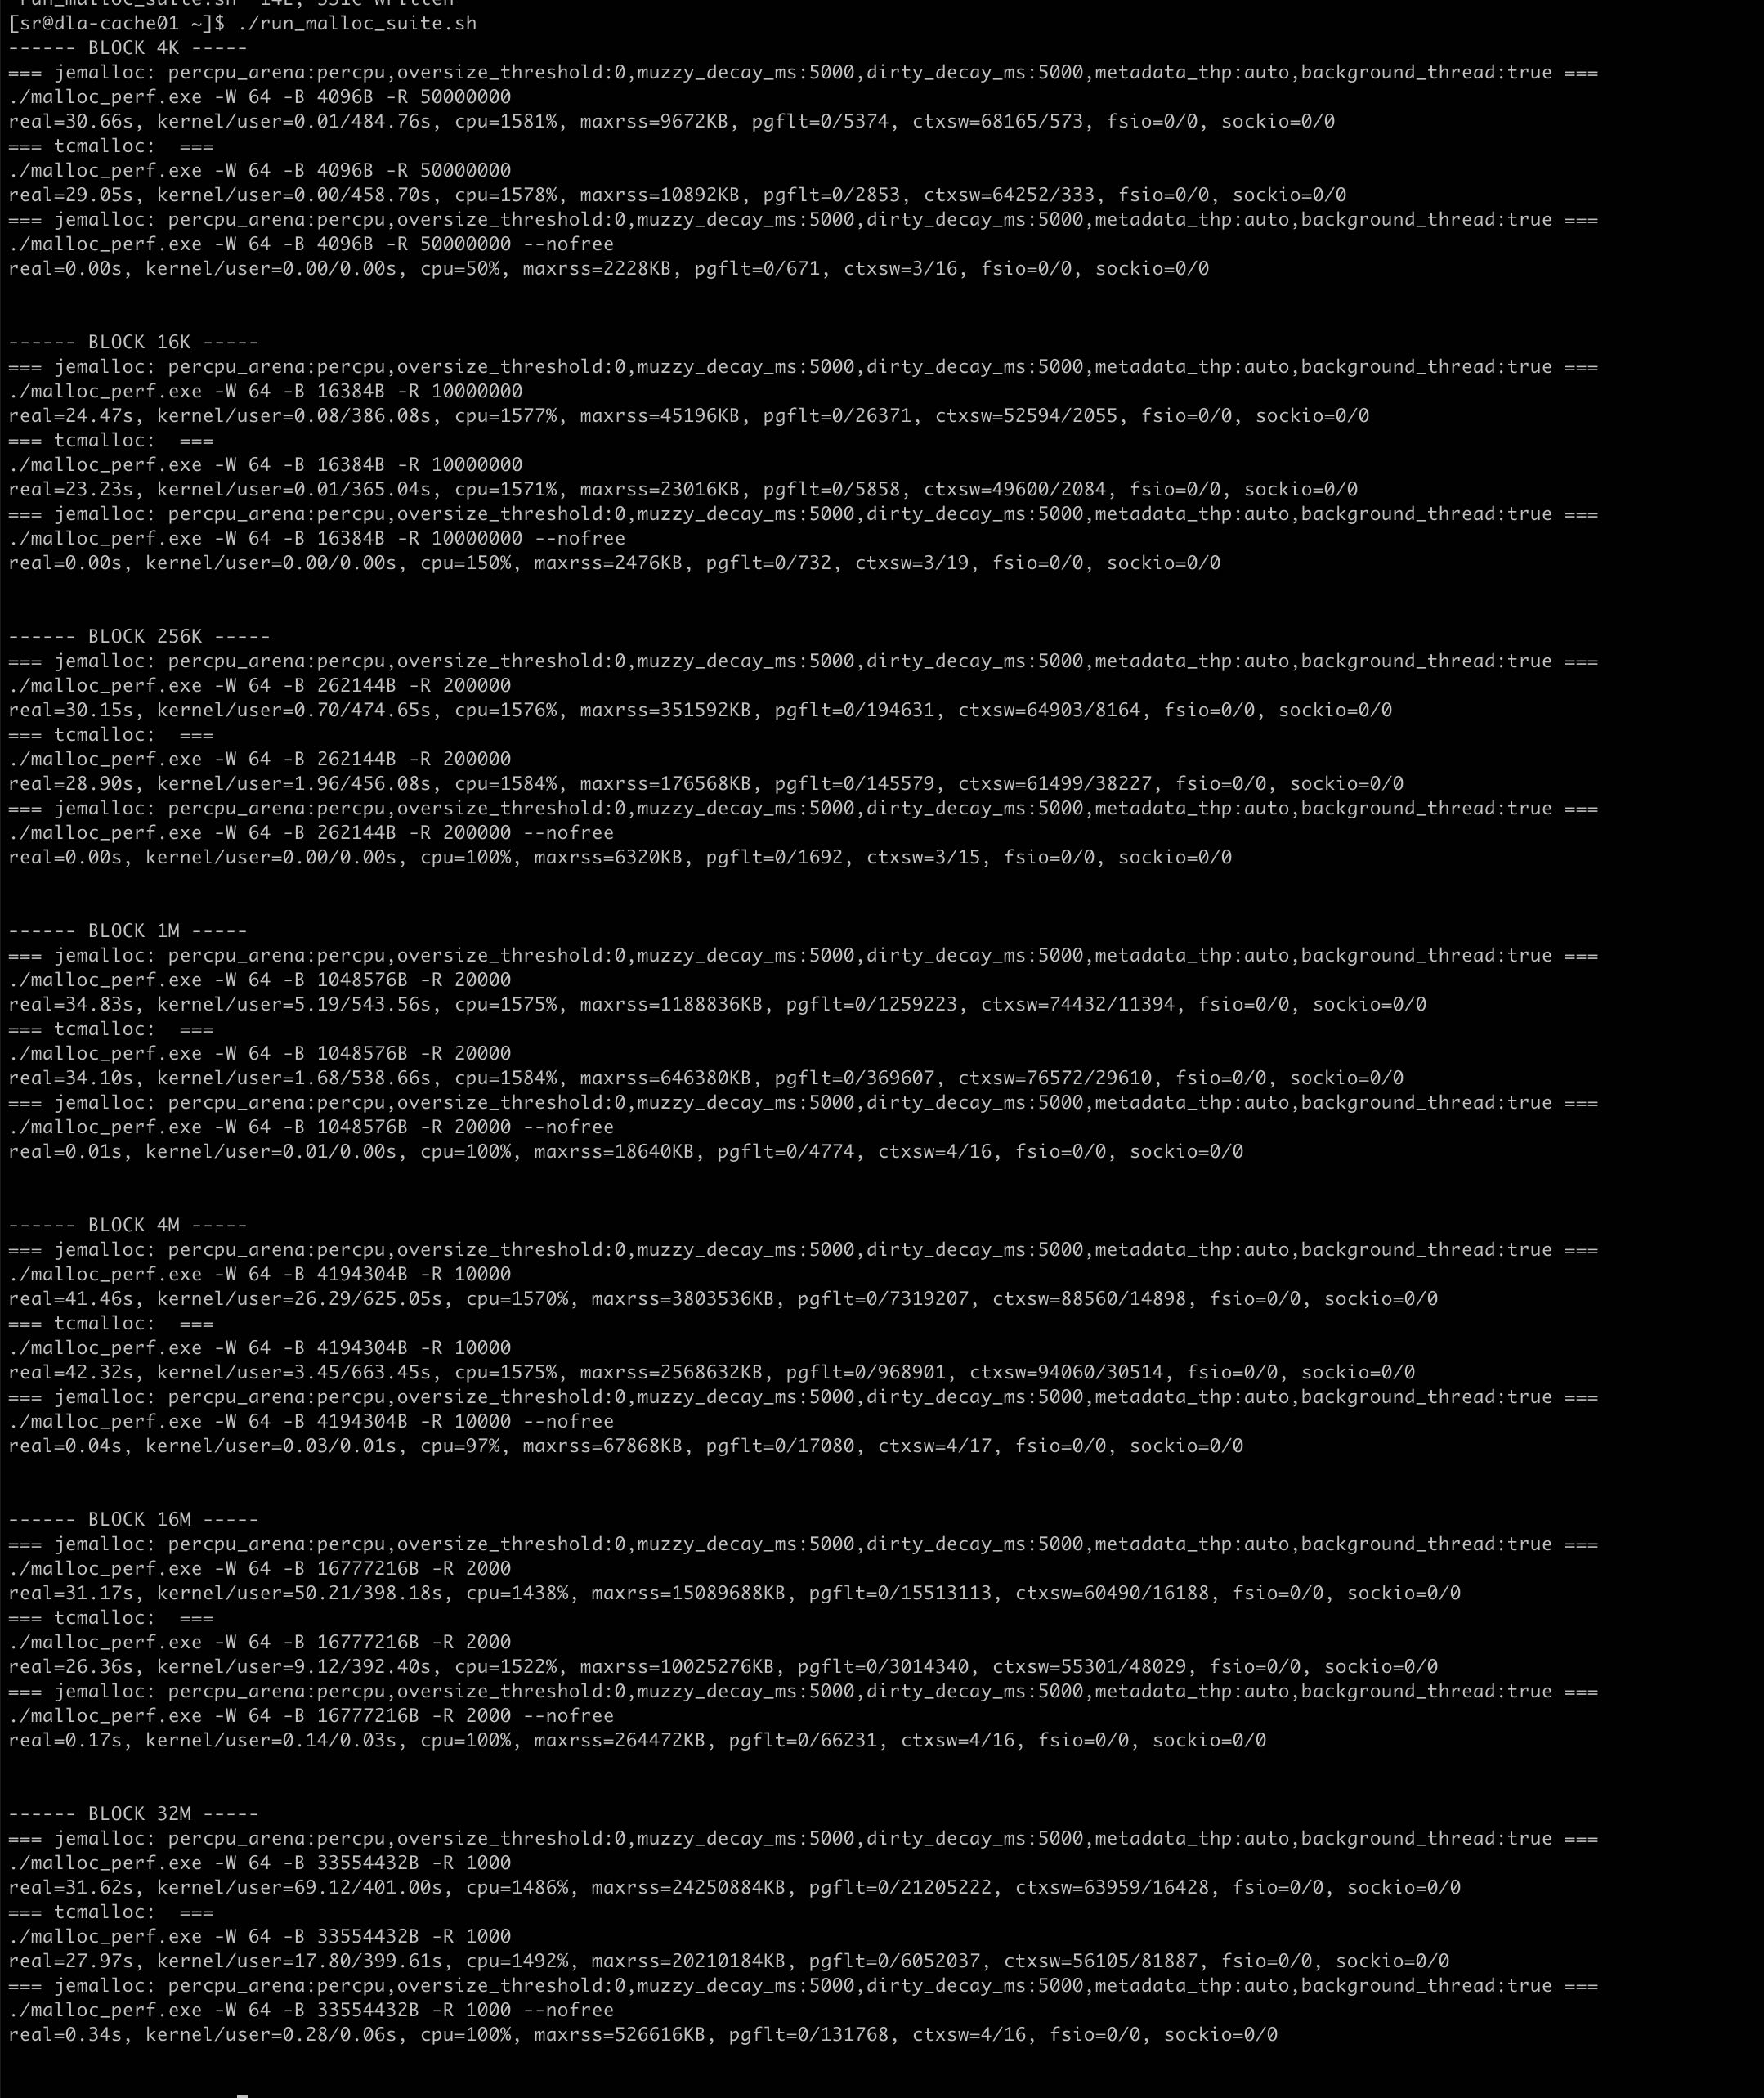 run_malloc_suite.sh" 14L, 551C written
[sr@dla-cache01 ~]$ ./run_malloc_suite.sh
------ BLOCK 4K -----
=== jemalloc: percpu_arena:percpu,oversize_threshold:0,muzzy_decay_ms:5000,dirty_decay_ms:5000,metadata_thp:auto,background_thread:true ===
./malloc_perf.exe -W 64 -B 4096B -R 50000000
real=30.66s, kernel/user=0.01/484.76s, cpu=1581%, maxrss=9672KB, pgflt=0/5374, ctxsw=68165/573, fsio=0/0, sockio=0/0
=== tcmalloc:  ===
./malloc_perf.exe -W 64 -B 4096B -R 50000000
real=29.05s, kernel/user=0.00/458.70s, cpu=1578%, maxrss=10892KB, pgflt=0/2853, ctxsw=64252/333, fsio=0/0, sockio=0/0
=== jemalloc: percpu_arena:percpu,oversize_threshold:0,muzzy_decay_ms:5000,dirty_decay_ms:5000,metadata_thp:auto,background_thread:true ===
./malloc_perf.exe -W 64 -B 4096B -R 50000000 --nofree
real=0.00s, kernel/user=0.00/0.00s, cpu=50%, maxrss=2228KB, pgflt=0/671, ctxsw=3/16, fsio=0/0, sockio=0/0
------ BLOCK 16K -----
=== jemalloc: percpu_arena:percpu,oversize_threshold:0,muzzy_decay_ms:5000,dirty_decay_ms:5000,metadata_thp:auto,background_thread:true ===
./malloc_perf.exe -W 64 -B 16384B -R 10000000
real=24.47s, kernel/user=0.08/386.08s, cpu=1577%, maxrss=45196KB, pgflt=0/26371, ctxsw=52594/2055, fsio=0/0, sockio=0/0
=== tcmalloc:  ===
./malloc_perf.exe -W 64 -B 16384B -R 10000000
real=23.23s, kernel/user=0.01/365.04s, cpu=1571%, maxrss=23016KB, pgflt=0/5858, ctxsw=49600/2084, fsio=0/0, sockio=0/0
=== jemalloc: percpu_arena:percpu,oversize_threshold:0,muzzy_decay_ms:5000,dirty_decay_ms:5000,metadata_thp:auto,background_thread:true ===
./malloc_perf.exe -W 64 -B 16384B -R 10000000 --nofree
real=0.00s, kernel/user=0.00/0.00s, cpu=150%, maxrss=2476KB, pgflt=0/732, ctxsw=3/19, fsio=0/0, sockio=0/0
------ BLOCK 256K -----
=== jemalloc: percpu_arena:percpu,oversize_threshold:0,muzzy_decay_ms:5000,dirty_decay_ms:5000,metadata_thp:auto,background_thread:true ===
./malloc_perf.exe -W 64 -B 262144B -R 200000
real=30.15s, kernel/user=0.70/474.65s, cpu=1576%, maxrss=351592KB, pgflt=0/194631, ctxsw=64903/8164, fsio=0/0, sockio=0/0
=== tcmalloc:  ===
./malloc_perf.exe -W 64 -B 262144B -R 200000
real=28.90s, kernel/user=1.96/456.08s, cpu=1584%, maxrss=176568KB, pgflt=0/145579, ctxsw=61499/38227, fsio=0/0, sockio=0/0
=== jemalloc: percpu_arena:percpu,oversize_threshold:0,muzzy_decay_ms:5000,dirty_decay_ms:5000,metadata_thp:auto,background_thread:true ===
./malloc_perf.exe -W 64 -B 262144B -R 200000 --nofree
real=0.00s, kernel/user=0.00/0.00s, cpu=100%, maxrss=6320KB, pgflt=0/1692, ctxsw=3/15, fsio=0/0, sockio=0/0
------ BLOCK 1M -----
=== jemalloc: percpu_arena:percpu,oversize_threshold:0,muzzy_decay_ms:5000,dirty_decay_ms:5000,metadata_thp:auto,background_thread:true ===
./malloc_perf.exe -W 64 -B 1048576B -R 20000
real=34.83s, kernel/user=5.19/543.56s, cpu=1575%, maxrss=1188836KB, pgflt=0/1259223, ctxsw=74432/11394, fsio=0/0, sockio=0/0
=== tcmalloc:  ===
./malloc_perf.exe -W 64 -B 1048576B -R 20000
real=34.10s, kernel/user=1.68/538.66s, cpu=1584%, maxrss=646380KB, pgflt=0/369607, ctxsw=76572/29610, fsio=0/0, sockio=0/0
=== jemalloc: percpu_arena:percpu,oversize_threshold:0,muzzy_decay_ms:5000,dirty_decay_ms:5000,metadata_thp:auto,background_thread:true ===
./malloc_perf.exe -W 64 -B 1048576B -R 20000 --nofree
real=0.01s, kernel/user=0.01/0.00s, cpu=100%, maxrss=18640KB, pgflt=0/4774, ctxsw=4/16, fsio=0/0, sockio=0/0
------ BLOCK 4M -----
=== jemalloc: percpu_arena:percpu,oversize_threshold:0,muzzy_decay_ms:5000,dirty_decay_ms:5000,metadata_thp:auto,background_thread:true ===
./malloc_perf.exe -W 64 -B 4194304B -R 10000
real=41.46s, kernel/user=26.29/625.05s, cpu=1570%, maxrss=3803536KB, pgflt=0/7319207, ctxsw=88560/14898, fsio=0/0, sockio=0/0
=== tcmalloc:  ===
./malloc_perf.exe -W 64 -B 4194304B -R 10000
real=42.32s, kernel/user=3.45/663.45s, cpu=1575%, maxrss=2568632KB, pgflt=0/968901, ctxsw=94060/30514, fsio=0/0, sockio=0/0
=== jemalloc: percpu_arena:percpu,oversize_threshold:0,muzzy_decay_ms:5000,dirty_decay_ms:5000,metadata_thp:auto,background_thread:true ===
./malloc_perf.exe -W 64 -B 4194304B -R 10000 --nofree
real=0.04s, kernel/user=0.03/0.01s, cpu=97%, maxrss=67868KB, pgflt=0/17080, ctxsw=4/17, fsio=0/0, sockio=0/0
------ BLOCK 16M -----
=== jemalloc: percpu_arena:percpu,oversize_threshold:0,muzzy_decay_ms:5000,dirty_decay_ms:5000,metadata_thp:auto,background_thread:true ===
./malloc_perf.exe -W 64 -B 16777216B -R 2000
real=31.17s, kernel/user=50.21/398.18s, cpu=1438%, maxrss=15089688KB, pgflt=0/15513113, ctxsw=60490/16188, fsio=0/0, sockio=0/0
=== tcmalloc:  ===
./malloc_perf.exe -W 64 -B 16777216B -R 2000
real=26.36s, kernel/user=9.12/392.40s, cpu=1522%, maxrss=10025276KB, pgflt=0/3014340, ctxsw=55301/48029, fsio=0/0, sockio=0/0
=== jemalloc: percpu_arena:percpu,oversize_threshold:0,muzzy_decay_ms:5000,dirty_decay_ms:5000,metadata_thp:auto,background_thread:true ===
./malloc_perf.exe -W 64 -B 16777216B -R 2000 --nofree
real=0.17s, kernel/user=0.14/0.03s, cpu=100%, maxrss=264472KB, pgflt=0/66231, ctxsw=4/16, fsio=0/0, sockio=0/0
------ BLOCK 32M -----
=== jemalloc: percpu_arena:percpu,oversize_threshold:0,muzzy_decay_ms:5000,dirty_decay_ms:5000,metadata_thp:auto,background_thread:true ===
./malloc_perf.exe -W 64 -B 33554432B -R 1000
real=31.62s, kernel/user=69.12/401.00s, cpu=1486%, maxrss=24250884KB, pgflt=0/21205222, ctxsw=63959/16428, fsio=0/0, sockio=0/0
=== tcmalloc:  ===
./malloc_perf.exe -W 64 -B 33554432B -R 1000
real=27.97s, kernel/user=17.80/399.61s, cpu=1492%, maxrss=20210184KB, pgflt=0/6052037, ctxsw=56105/81887, fsio=0/0, sockio=0/0
=== jemalloc: percpu_arena:percpu,oversize_threshold:0,muzzy_decay_ms:5000,dirty_decay_ms:5000,metadata_thp:auto,background_thread:true ===
./malloc_perf.exe -W 64 -B 33554432B -R 1000 --nofree
real=0.34s, kernel/user=0.28/0.06s, cpu=100%, maxrss=526616KB, pgflt=0/131768, ctxsw=4/16, fsio=0/0, sockio=0/0